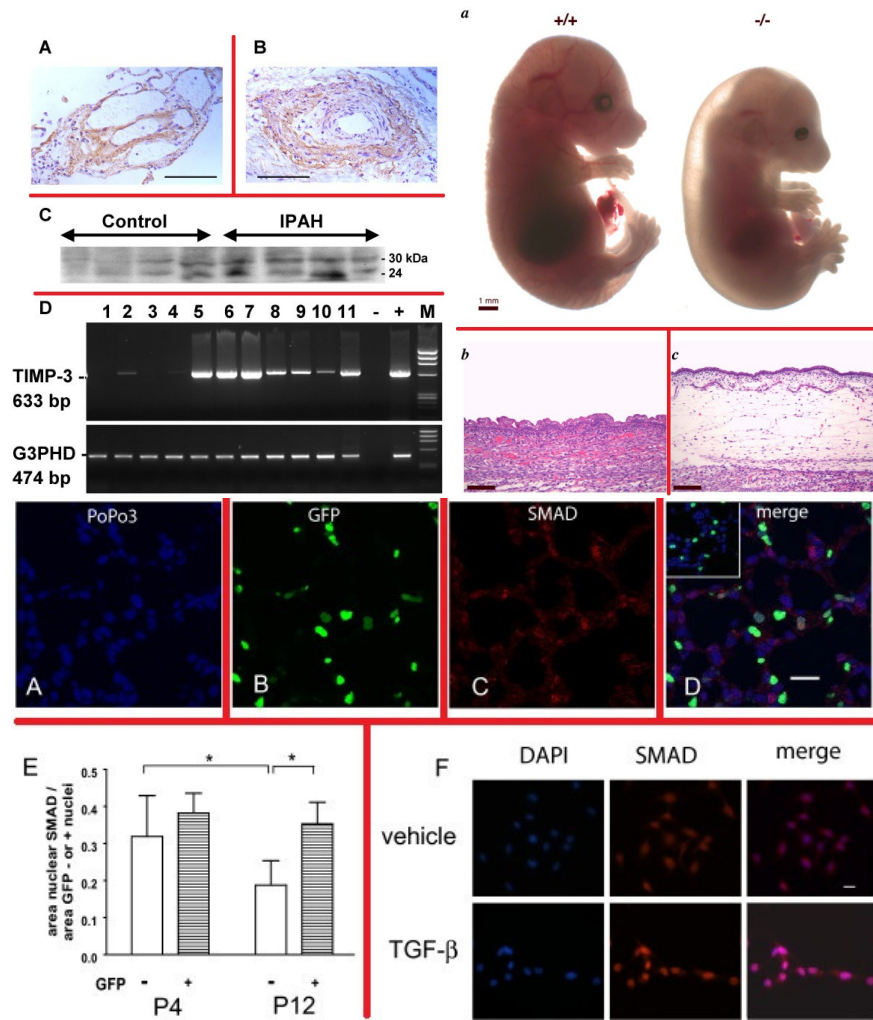 A
B
C
Control
IPAH
- 30 kDa
- 24
D
1 2 3 4 5 6 7 8 9 10 11 - + M
TIMP-3 -
633 bp
G3PHD
474 bp
a
+/+
-/-
1 mm
b
c
PoPo3
A
GFP
B
SMAD
C
merge
D
E
area nuclear SMAD /
area GFP - or + nuclei
0.5
0.4
0.3
0.2
0.1
0.0
*
*
GFP - + - +
P4 P12
F
DAPI SMAD merge
vehicle
TGF-β